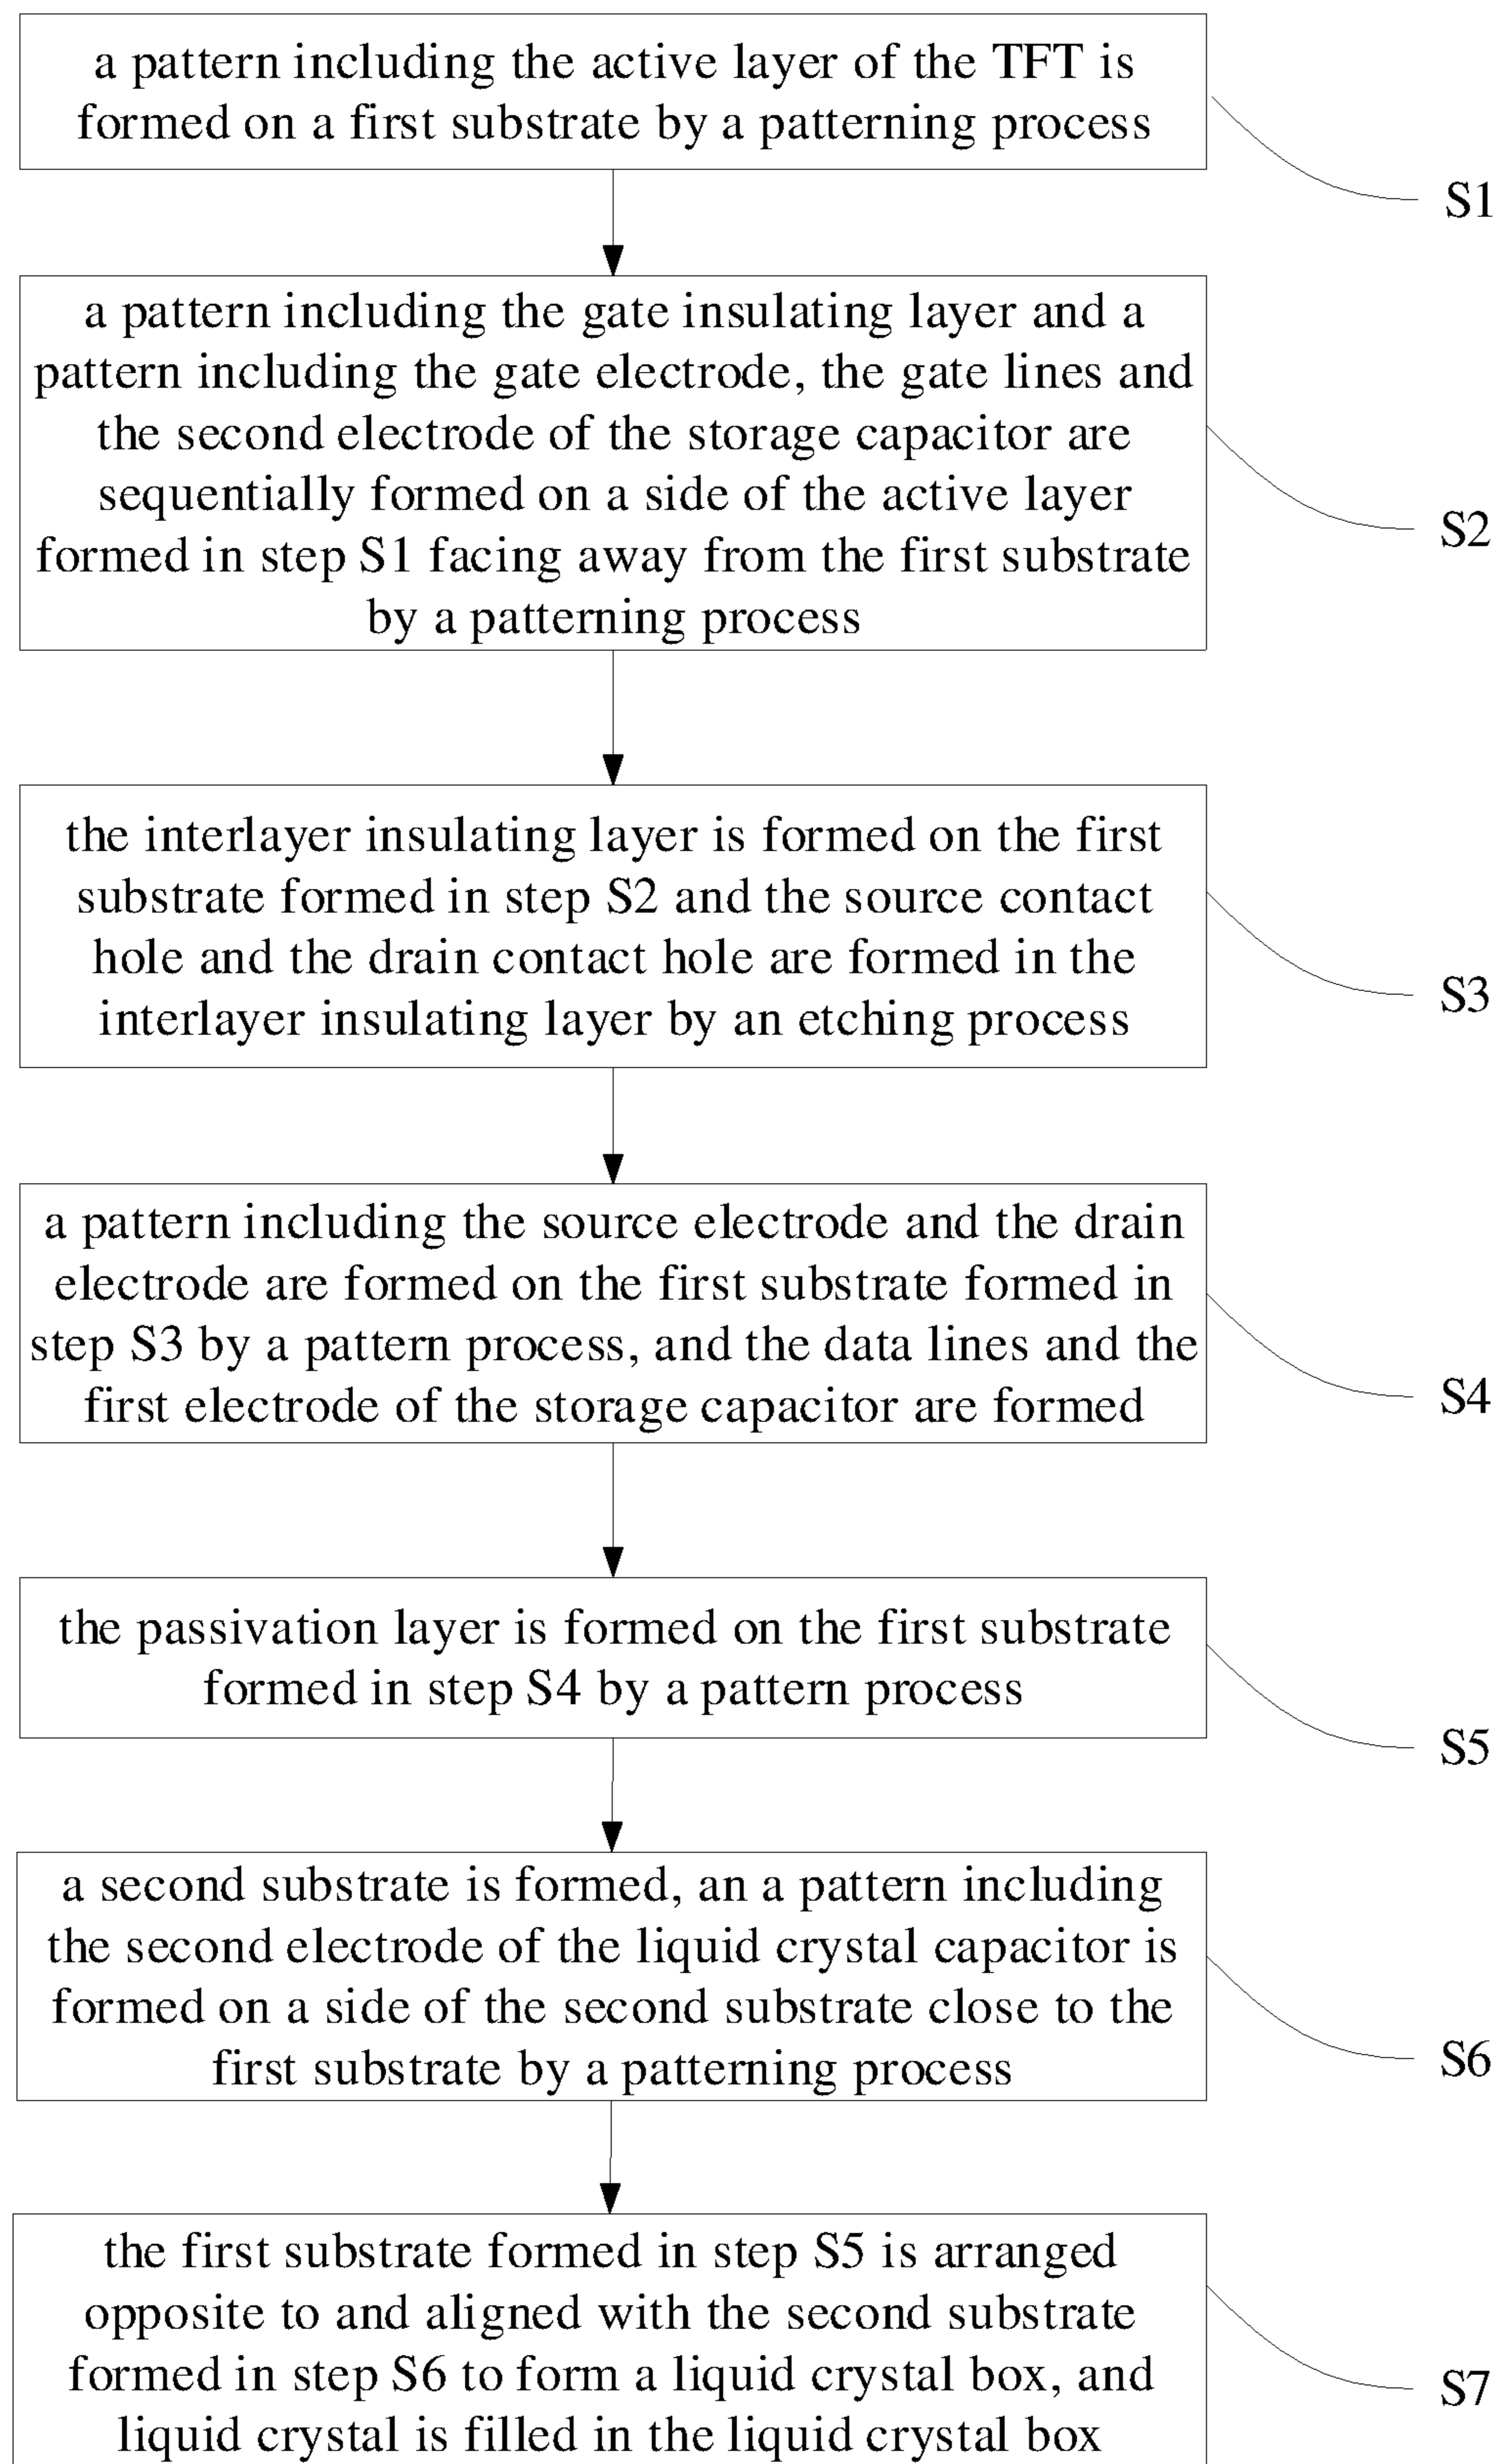 a pattern including the active layer of the TFT is
formed on a first substrate by a patterning process
S1
a pattern including the gate insulating layer and a
pattern including the gate electrode, the gate lines and
the second electrode of the storage capacitor are
sequentially formed on a side of the active layer
formed in step S1 facing away from the first substrate
by a patterning process
S2
the interlayer insulating layer is formed on the first
substrate formed in step S2 and the source contact
hole and the drain contact hole are formed in the
interlayer insulating layer by an etching process
S3
a pattern including the source electrode and the drain
electrode are formed on the first substrate formed in
step S3 by a pattern process, and the data lines and the
first electrode of the storage capacitor are formed
S4
the passivation layer is formed on the first substrate
formed in step S4 by a pattern process
S5
a second substrate is formed, an a pattern including
the second electrode of the liquid crystal capacitor is
formed on a side of the second substrate close to the
first substrate by a patterning process
S6
the first substrate formed in step S5 is arranged
opposite to and aligned with the second substrate
formed in step S6 to form a liquid crystal box, and
liquid crystal is filled in the liquid crystal box
S7